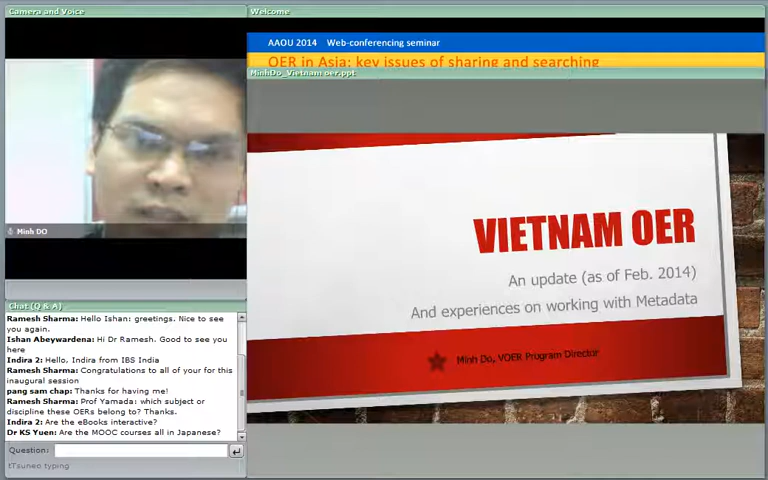 Camera and Voice
Welcome
AAOU 2014 Web-conferencing seminar
OER in Asia: key issues of sharing and searching
MinhDo_Vietnam oer.ppt
Minh DO
VIETNAM OER
An update (as of Feb. 2014)
And experiences on working with Metadata
Minh Do, VOER Program Director
Chat (Q & A)
Ramesh Sharma: Hello Ishan: greetings. Nice to see
you again.
Ishan Abeywardena: Hi Dr Ramesh. Good to see you
here
Indira 2: Hello, Indira from IBS India
Ramesh Sharma: Congratulations to all of your for this
inaugural session
pang sam chap: Thanks for having me!
Ramesh Sharma: Prof Yamada: which subject or
discipline these OERs belong to? Thanks.
Indira 2: Are the eBooks interactive?
Dr KS Yuen: Are the MOOC courses all in Japanese?
Question:
tTsuneo typing